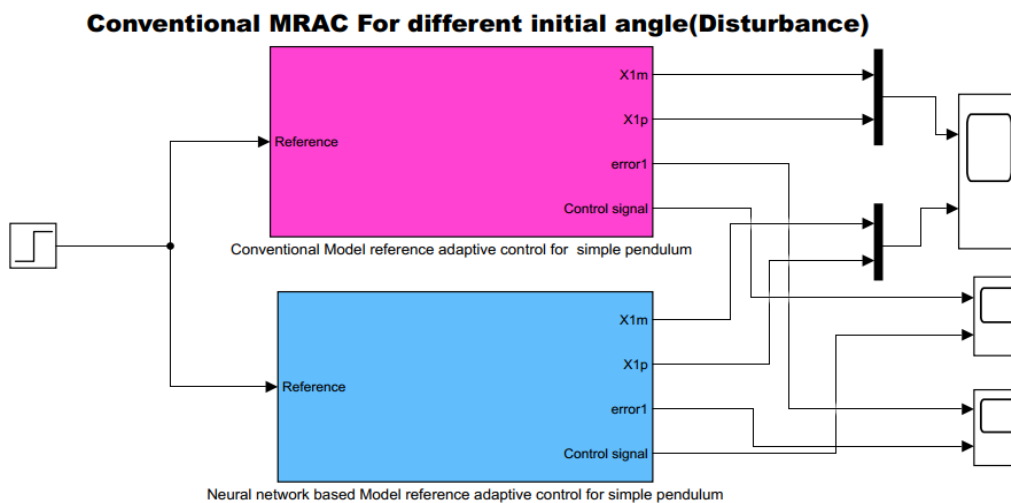 Conventional MRAC For different initial angle(Disturbance)
X1m
X1p
Reference
error1
Control signal
Conventional Model reference adaptive control for simple pendulum
X1m
X1p
Reference
error1
Control signal
Neural network based Model reference adaptive control for simple pendulum